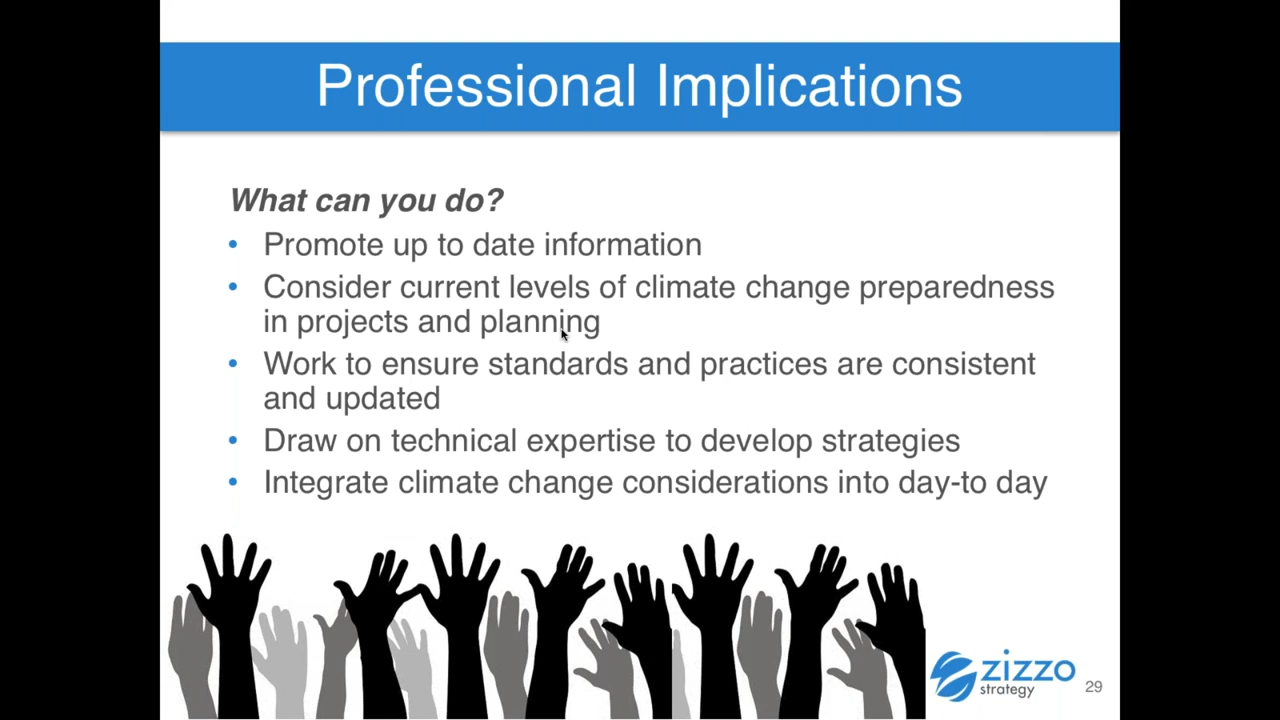 Professional Implications
What can you do?
• Promote up to date information
• Consider current levels of climate change preparedness
in projects and planning
• Work to ensure standards and practices are consistent
and updated
• Draw on technical expertise to develop strategies
• Integrate climate change considerations into day-to day
zizzo
strategy
29